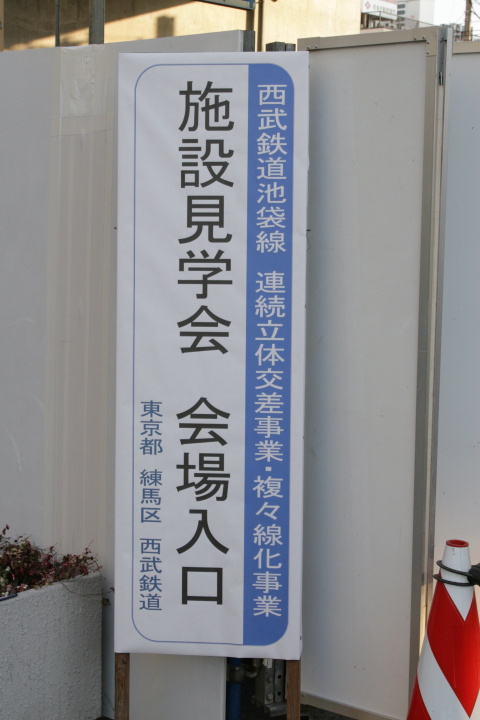 西武鉄道池袋線 連続立体交差事業・複々線化事業
施設見学会 会場入口
東京都 練馬区 西武鉄道